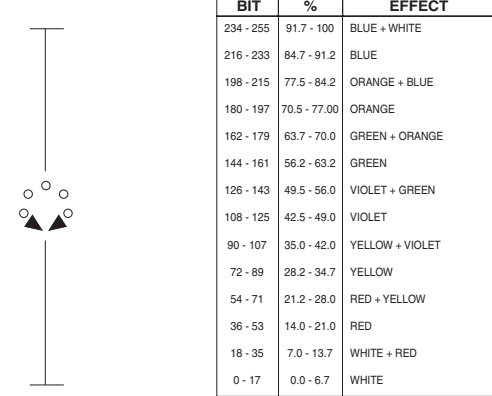 BIT % EFFECT
234 - 255 91.7 - 100 BLUE + WHITE
216 - 233 84.7 - 91.2 BLUE
198 - 215 77.5 - 84.2 ORANGE + BLUE
180 - 197 70.5 - 77.00 ORANGE
162 - 179 63.7 - 70.0 GREEN + ORANGE
144 - 161 56.2 - 63.2 GREEN
126 - 143 49.5 - 56.0 VIOLET + GREEN
108 - 125 42.5 - 49.0 VIOLET
90 - 107 35.0 - 42.0 YELLOW + VIOLET
72 - 89 28.2 - 34.7 YELLOW
54 - 71 21.2 - 28.0 RED + YELLOW
36 - 53 14.0 - 21.0 RED
18 - 35 7.0 - 13.7 WHITE + RED
0 - 17 0.0 - 6.7 WHITE